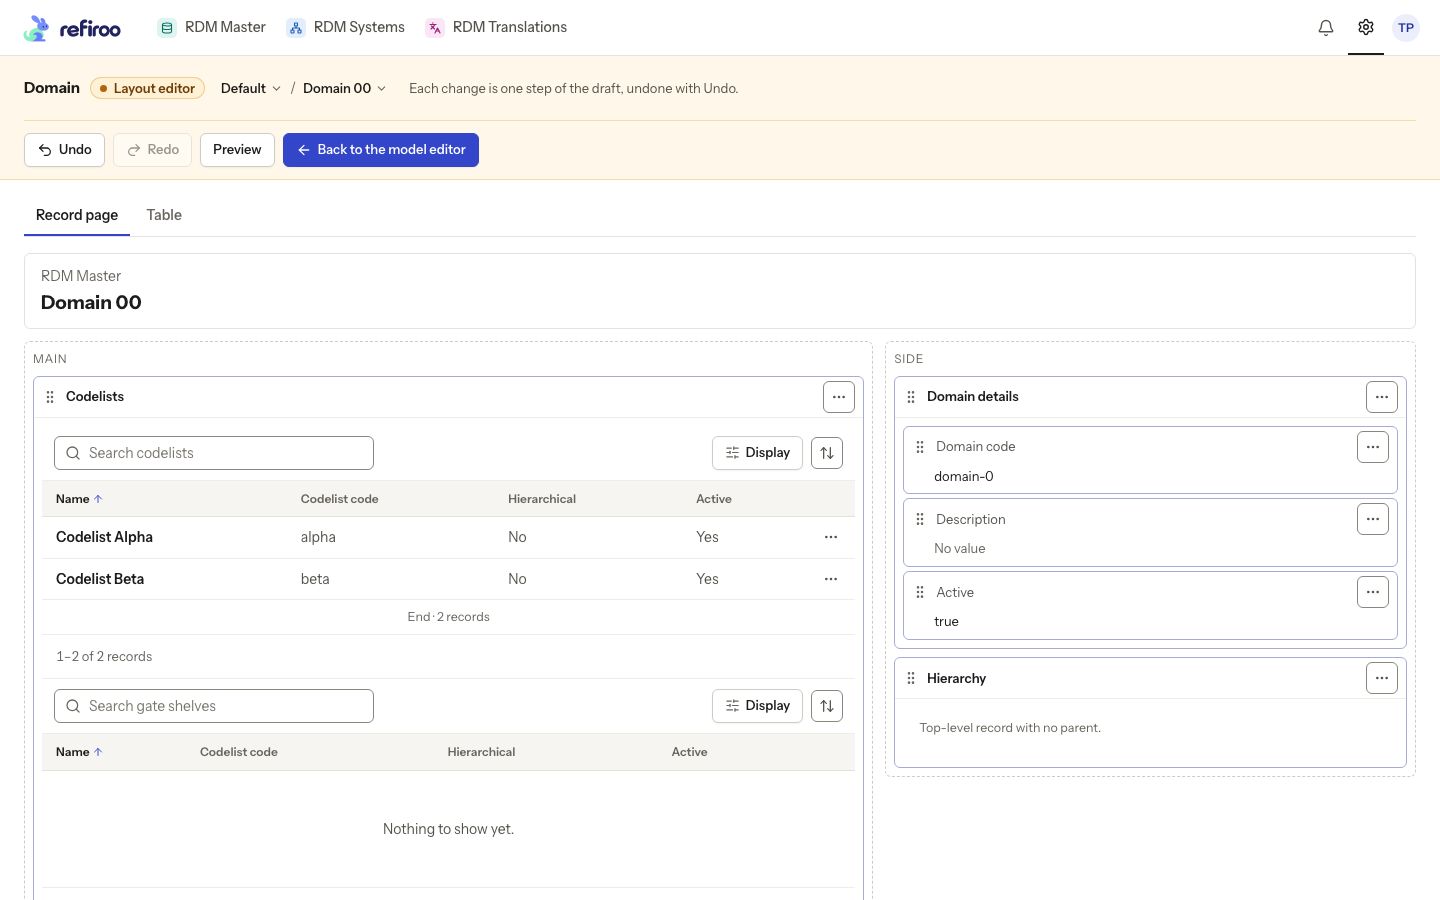 refiroo
RDM Master
RDM Systems
RDM Translations
TP
Domain
Layout editor
Default
/
Domain 00
Each change is one step of the draft, undone with Undo.
Undo
Redo
Preview
Back to the model editor
Record page
Table
RDM Master
Domain 00
MAIN
Codelists
Search codelists
Display
Name Codelist code Hierarchical Active
Codelist Alpha alpha No Yes
Codelist Beta beta No Yes
End · 2 records
1–2 of 2 records
Search gate shelves
Display
Name Codelist code Hierarchical Active
Nothing to show yet.
SIDE
Domain details
Domain code
domain-0
Description
No value
Active
true
Hierarchy
Top-level record with no parent.